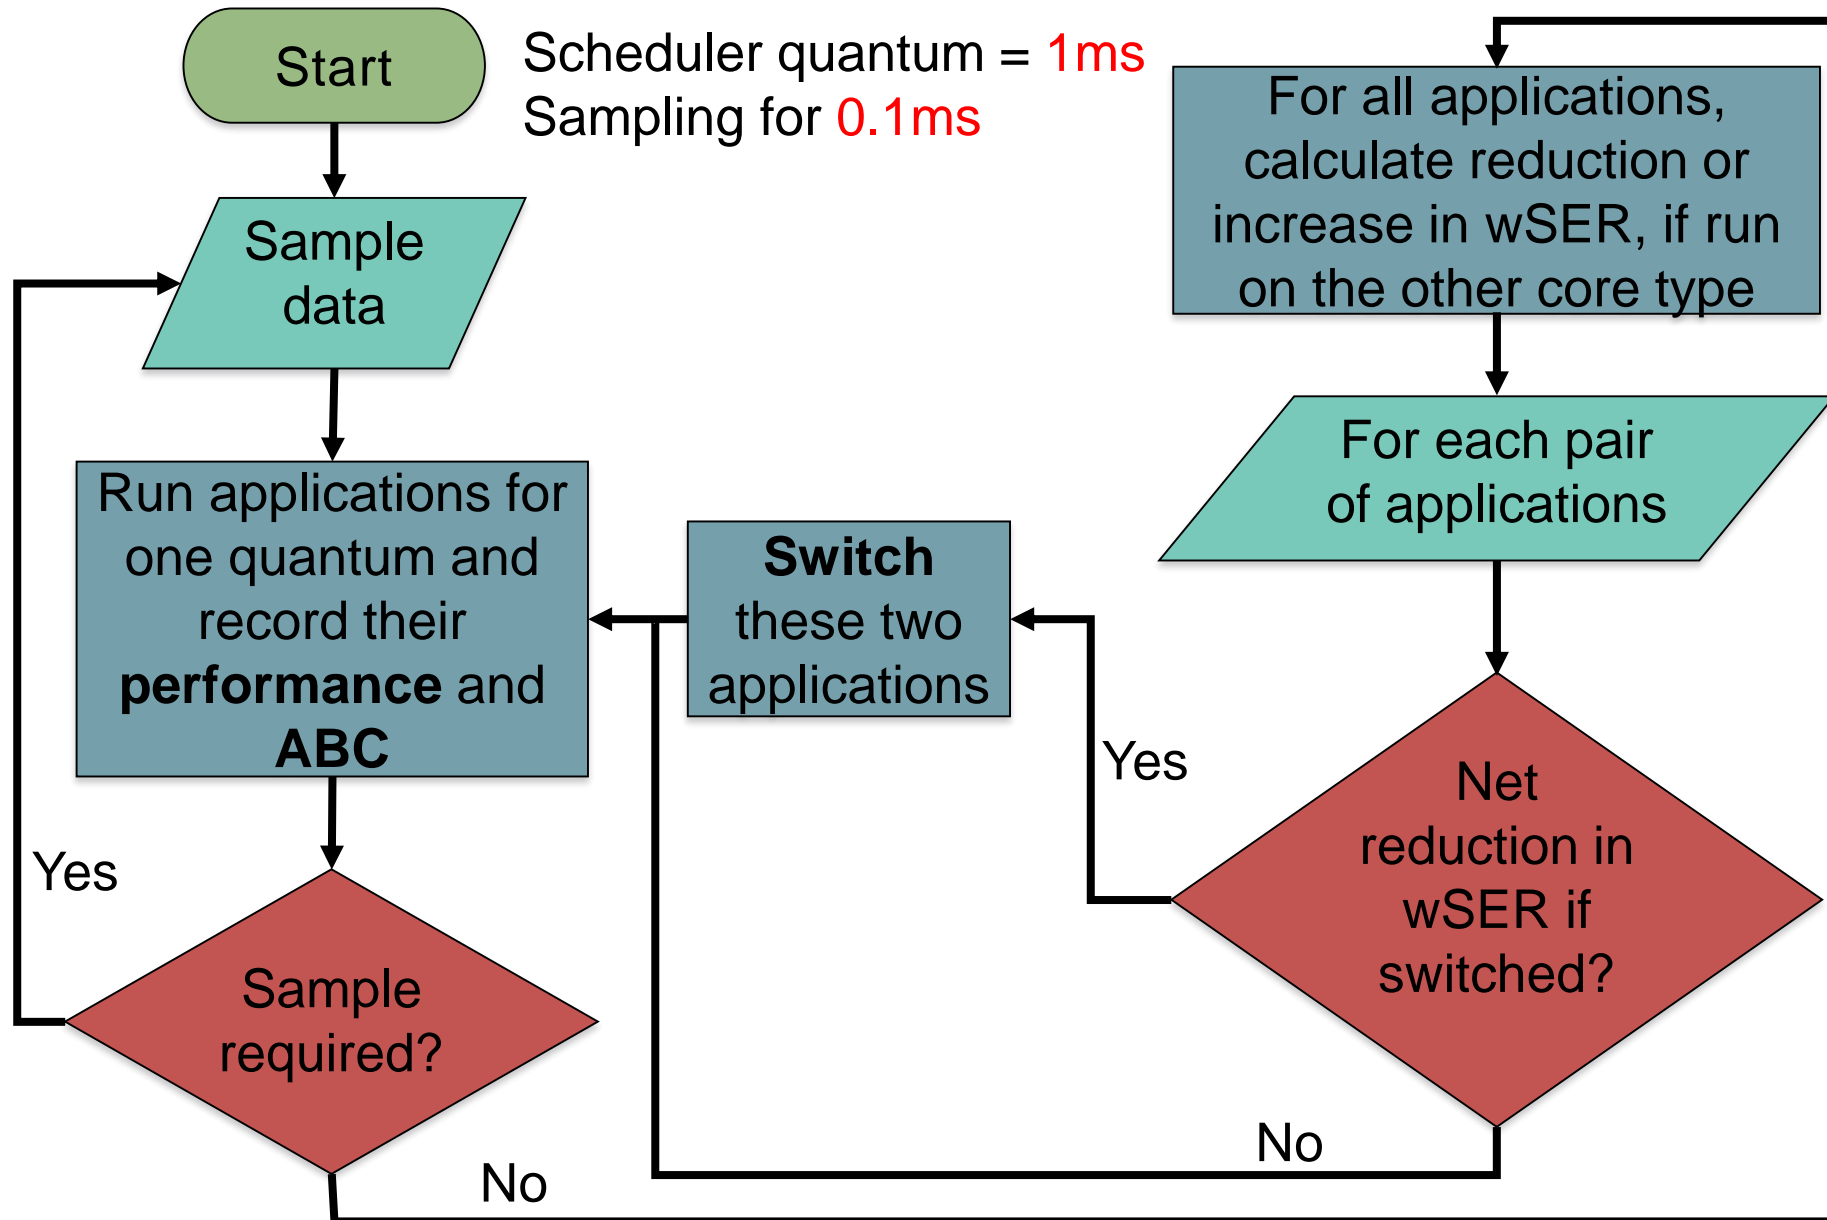 Start
Scheduler quantum = 1ms
Sampling for 0.1ms
Sample
data
Run applications for
one quantum and
record their
performance and
ABC
Yes
Sample
required?
No
Switch
these two
applications
For all applications,
calculate reduction or
increase in wSER, if run
on the other core type
For each pair
of applications
Yes
Net
reduction in
wSER if
switched?
No